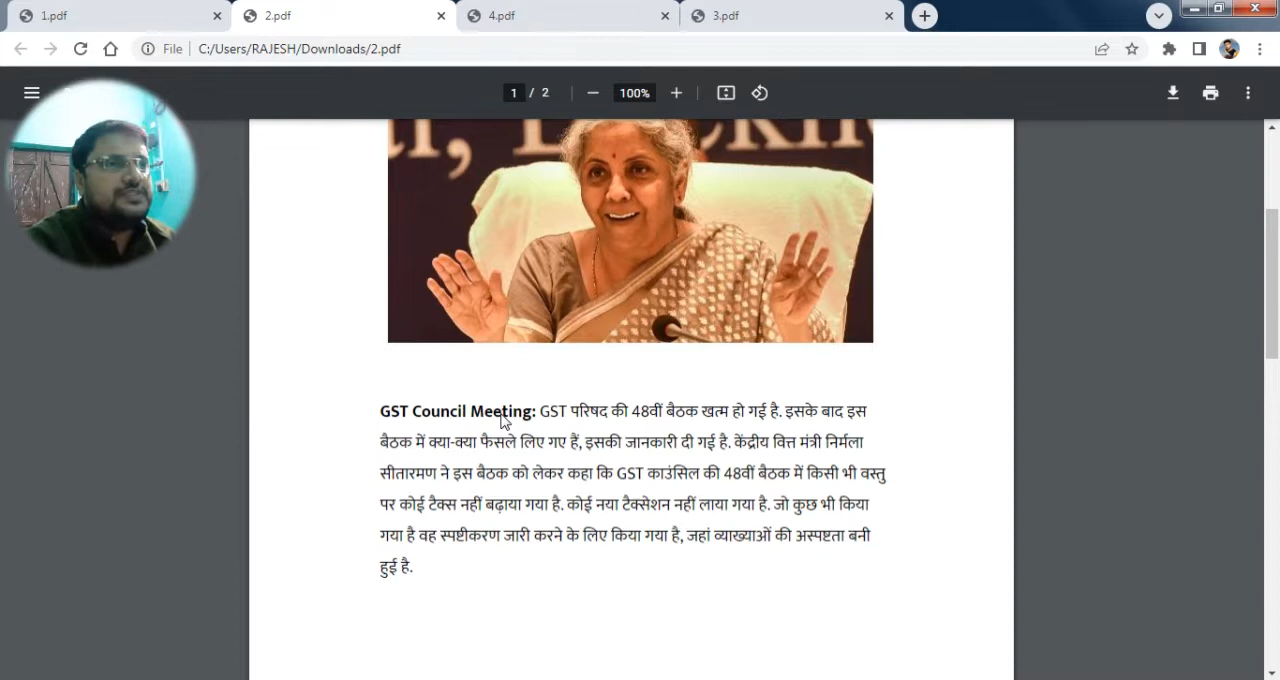 1.pdf
2.pdf
4.pdf
3.pdf
File
C:/Users/RAJESH/Downloads/2.pdf
1 / 2
100%
GST Council Meeting: GST परिषद की 48वीं बैठक खत्म हो गई है. इसके बाद इस
बैठक में क्या-क्या फैसले लिए गए हैं, इसकी जानकारी दी गई है. केंद्रीय वित्त मंत्री निर्मला
सीतारमण ने इस बैठक को लेकर कहा कि GST काउंसिल की 48वीं बैठक में किसी भी वस्तु
पर कोई टैक्स नहीं बढ़ाया गया है. कोई नया टैक्सेशन नहीं लाया गया है. जो कुछ भी किया
गया है वह स्पष्टीकरण जारी करने के लिए किया गया है, जहां व्याख्याओं की अस्पष्टता बनी
हुई है.